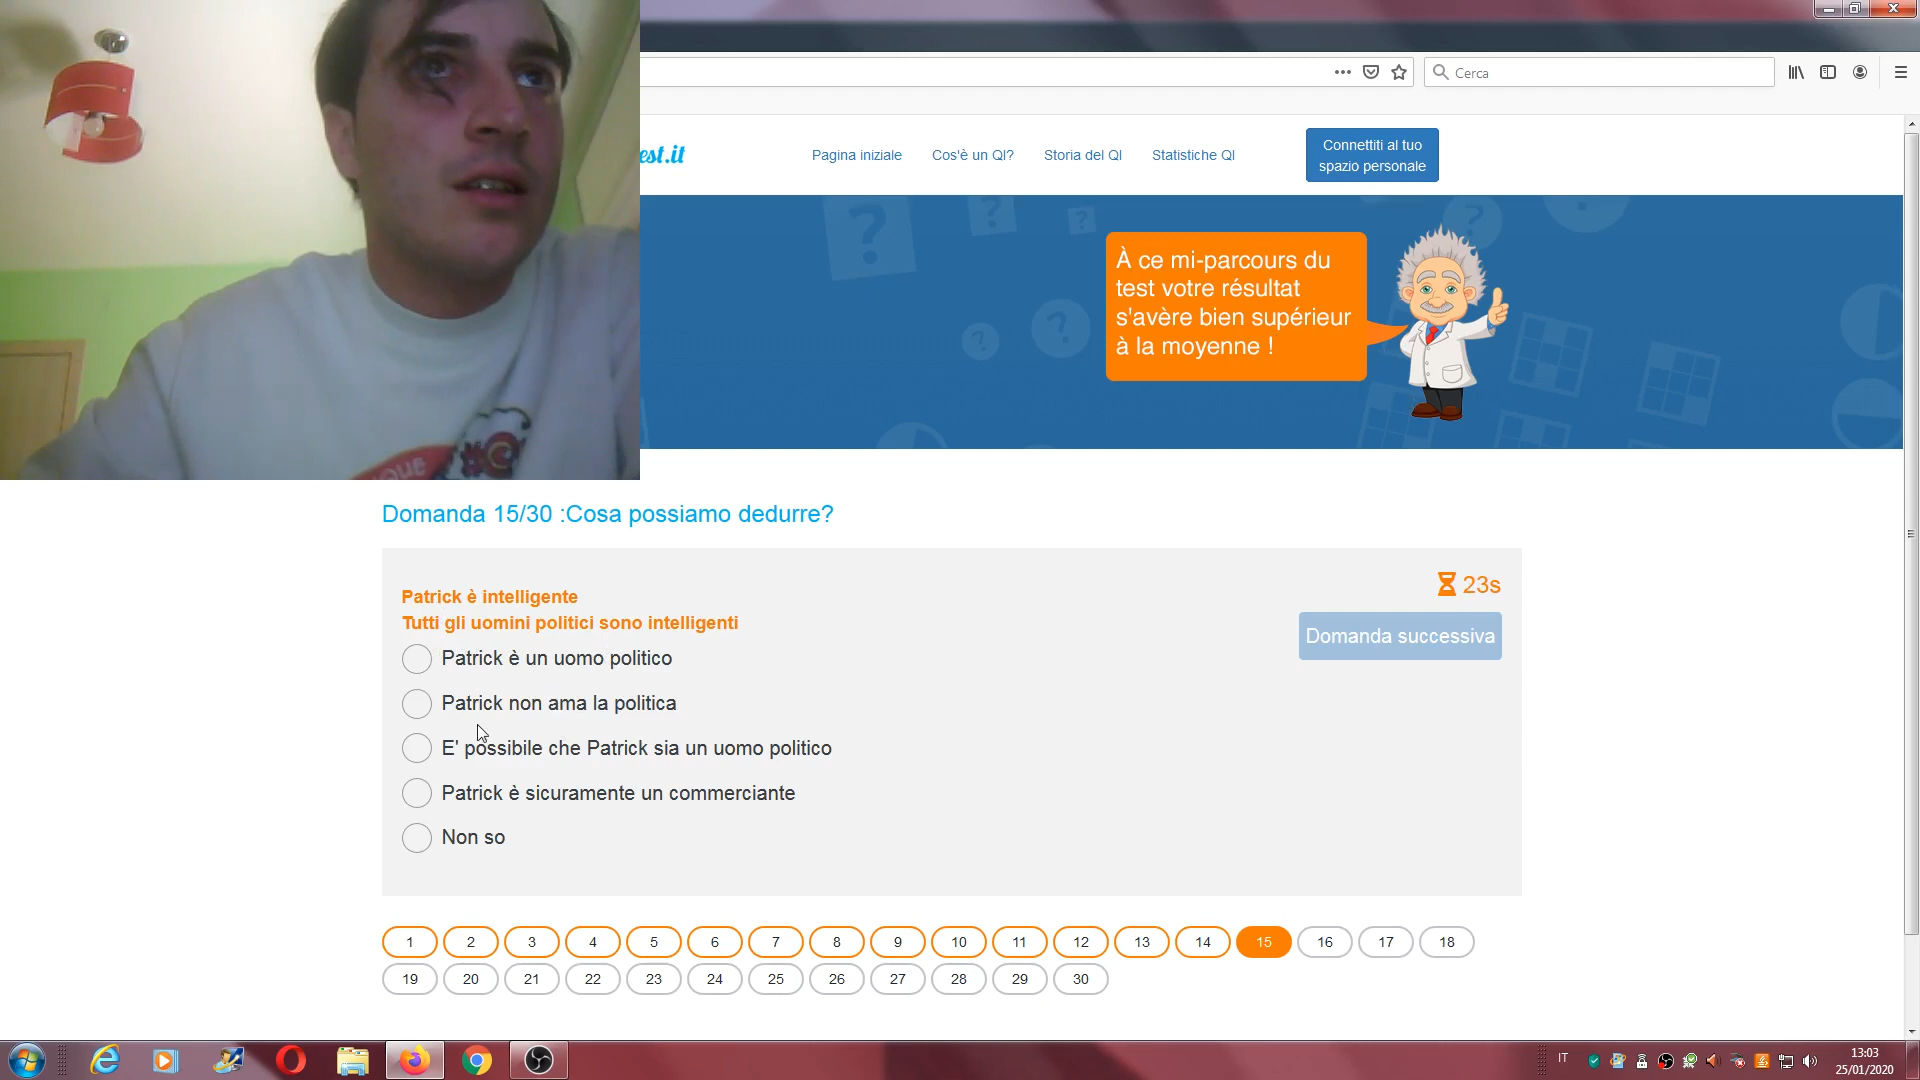 Cerca
est.it
Pagina iniziale
Cos'è un QI?
Storia del QI
Statistiche QI
Connettiti al tuo
spazio personale
À ce mi-parcours du
test votre résultat
s'avère bien supérieur
à la moyenne !
Domanda 15/30 :Cosa possiamo dedurre?
23s
Domanda successiva
Patrick è intelligente
Tutti gli uomini politici sono intelligenti
Patrick è un uomo politico
Patrick non ama la politica
E' possibile che Patrick sia un uomo politico
Patrick è sicuramente un commerciante
Non so
1 2 3 4 5 6 7 8 9 10 11 12 13 14 15 16 17 18
19 20 21 22 23 24 25 26 27 28 29 30
IT
13:03
25/01/2020